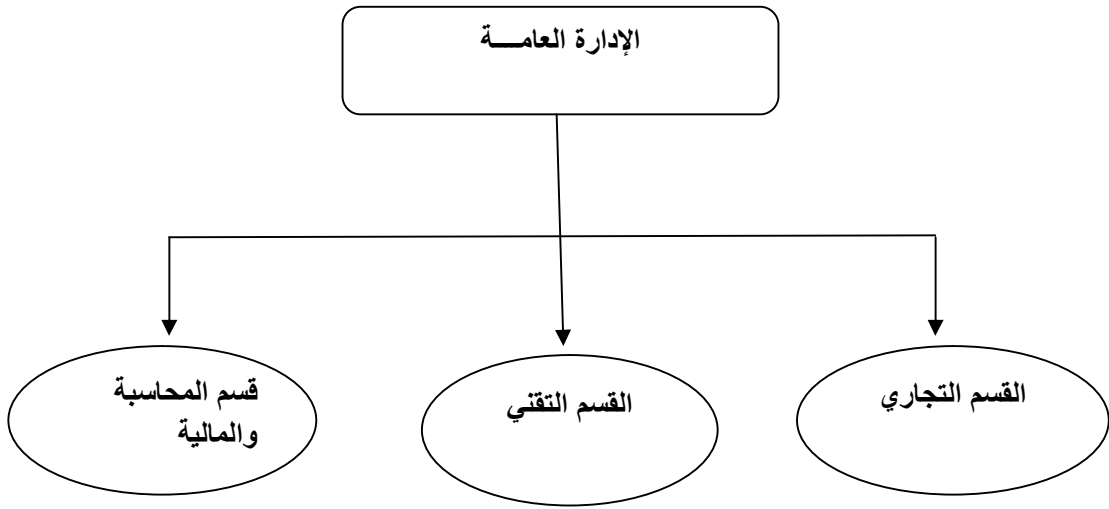 الإدارة العامـــة
القسم التجاري
القسم التقني
قسم المحاسبة
والمالية